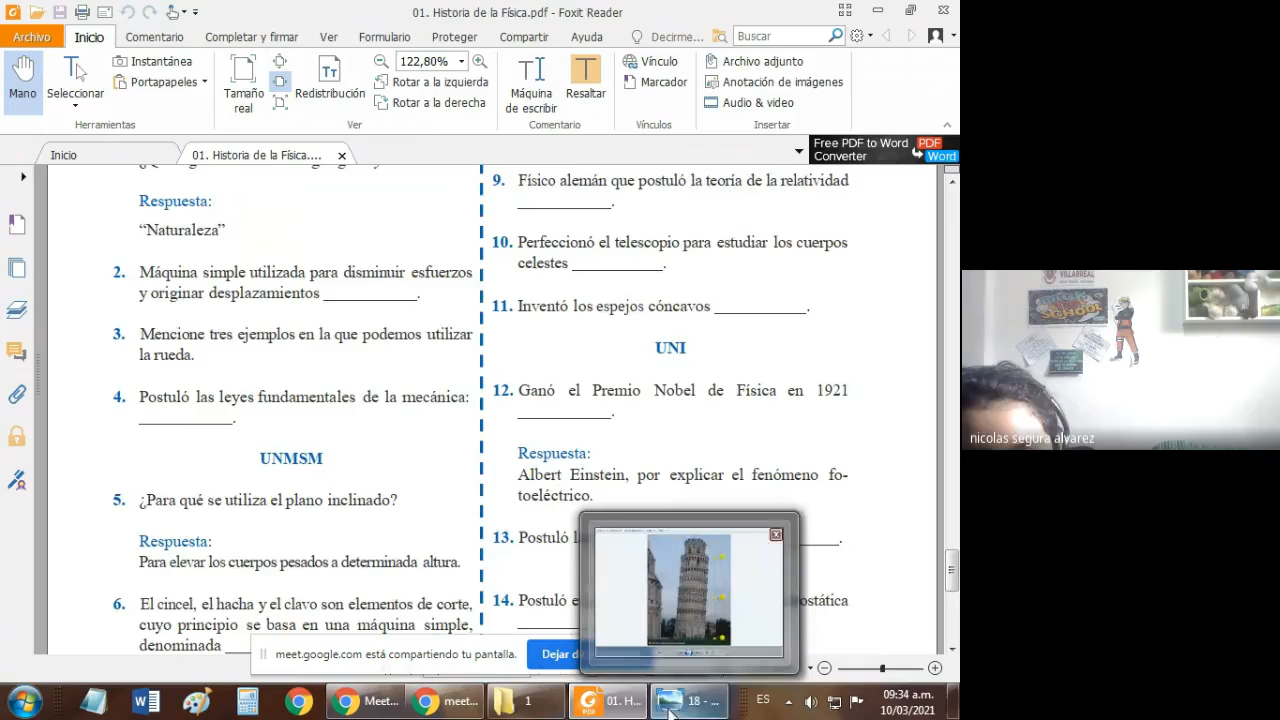 01. Historia de la Física.pdf - Foxit Reader
Archivo
Inicio
Comentario
Completar y firmar
Ver
Formulario
Proteger
Compartir
Ayuda
Decirme...
Buscar
Mano
Seleccionar
Instantánea
Portapapeles
Herramientas
Tamaño
real
Redistribución
122,80%
Rotar a la izquierda
Rotar a la derecha
Ver
Máquina
de escribir
Resaltar
Comentario
Vínculo
Marcador
Vínculos
Archivo adjunto
Anotación de imágenes
Audio & video
Insertar
Inicio
01. Historia de la Física....
Free PDF to Word
Converter
PDF
Word
Respuesta:
“Naturaleza”
2. Máquina simple utilizada para disminuir esfuerzos
y originar desplazamientos ____________.
3. Mencione tres ejemplos en la que podemos utilizar
la rueda.
4. Postuló las leyes fundamentales de la mecánica:
____________.
UNMSM
5. ¿Para qué se utiliza el plano inclinado?
Respuesta:
Para elevar los cuerpos pesados a determinada altura.
6. El cincel, el hacha y el clavo son elementos de corte,
cuyo principio se basa en una máquina simple,
denominada
9. Físico alemán que postuló la teoría de la relatividad
____________.
10. Perfeccionó el telescopio para estudiar los cuerpos
celestes ____________.
11. Inventó los espejos cóncavos ____________.
UNI
12. Ganó el Premio Nobel de Física en 1921
____________.
Respuesta:
Albert Einstein, por explicar el fenómeno fo-
toeléctrico.
13. Postuló
14. Postuló
meet.google.com está compartiendo tu pantalla.
Dejar
nicolas segura alvarez
VILLARREAL
SCHOOL
Meet...
meet...
1
01. H...
18 - ...
ES
09:34 a.m.
10/03/2021